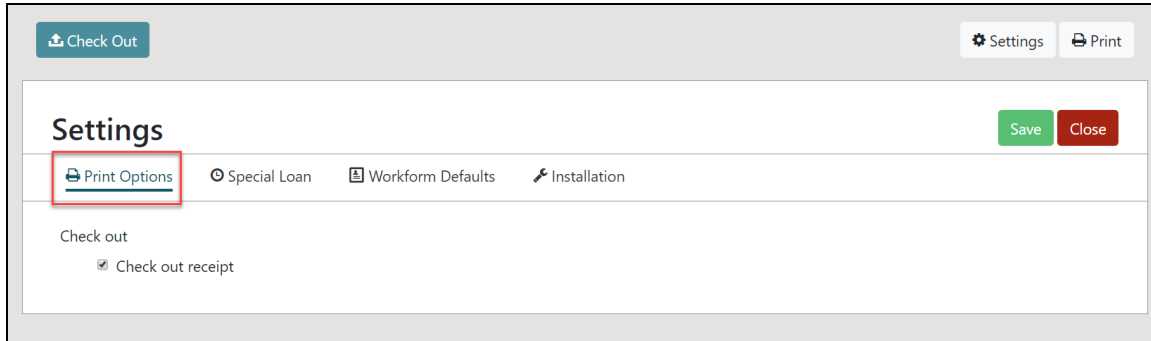 Check Out Settings Print
Settings Save Close
Print Options Special Loan Workform Defaults Installation
Check out
Check out receipt